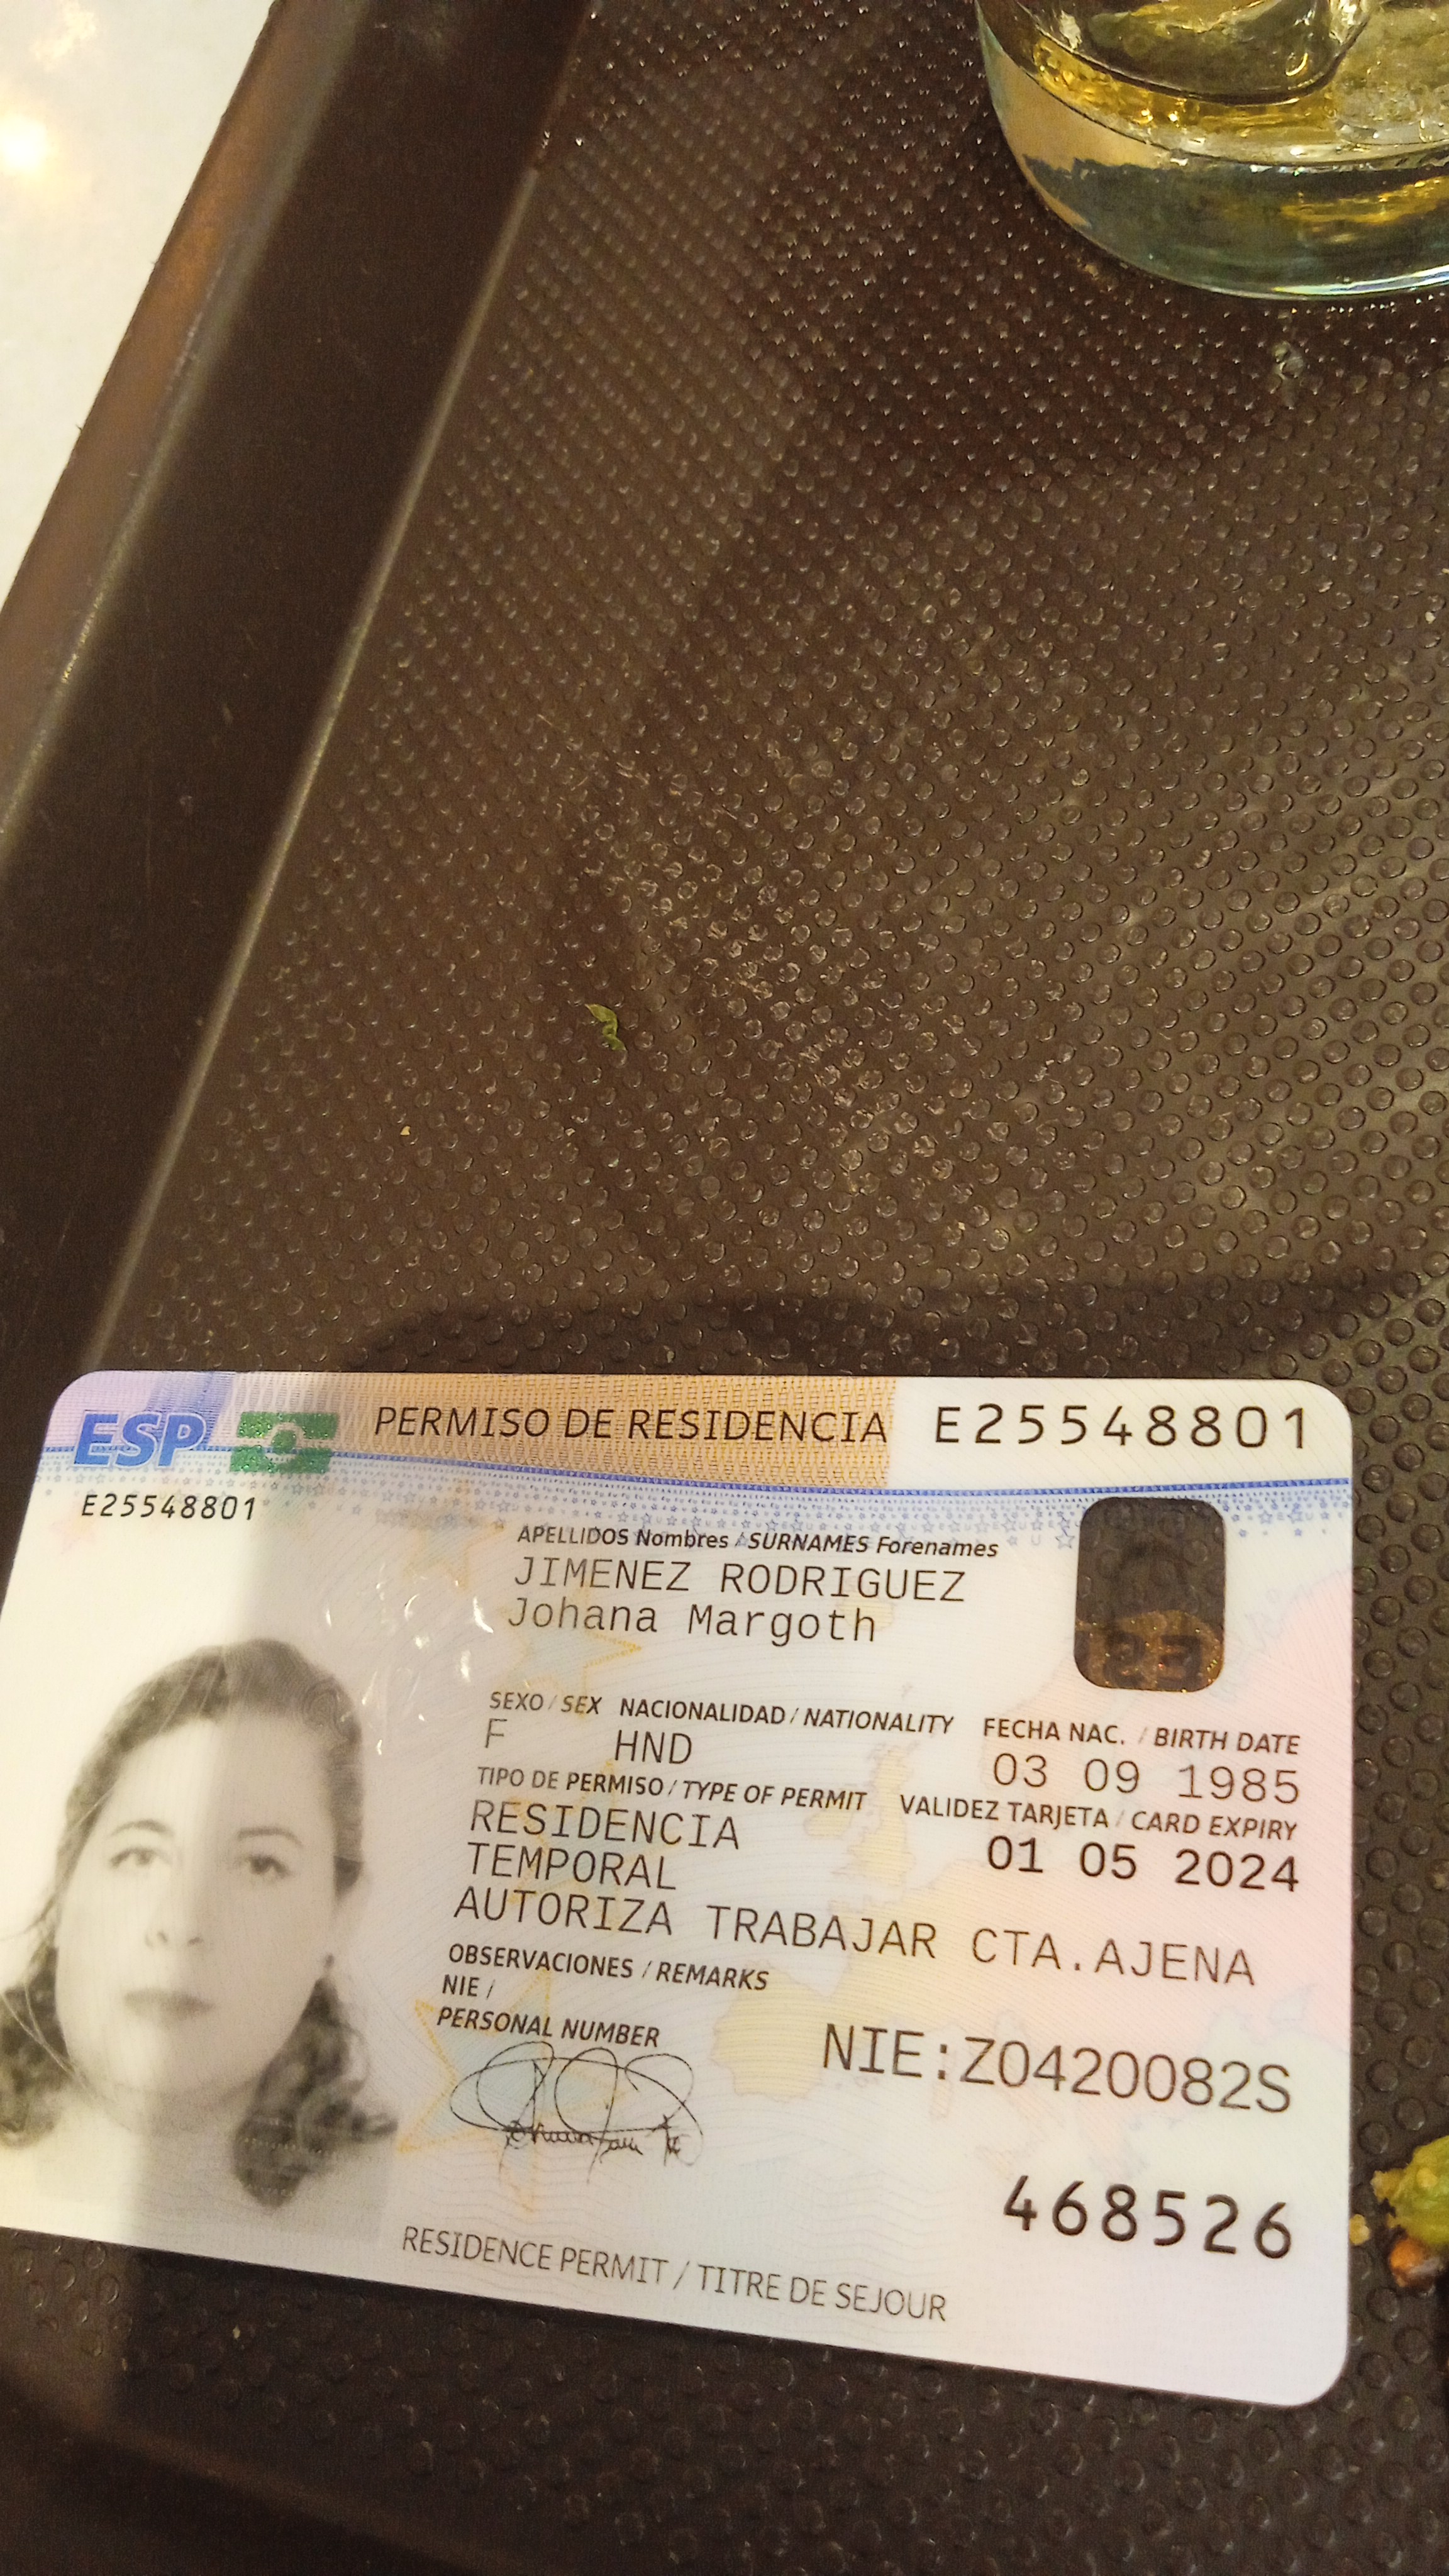 ESP PERMISO DE RESIDENCIA E25548801
E25548801
APELLIDOS Nombres / SURNAMES Forenames
JIMENEZ RODRIGUEZ
Johana Margoth
SEXO / SEX NACIONALIDAD / NATIONALITY FECHA NAC. / BIRTH DATE
F HND 03 09 1985
TIPO DE PERMISO / TYPE OF PERMIT VALIDEZ TARJETA / CARD EXPIRY
RESIDENCIA 01 05 2024
TEMPORAL
AUTORIZA TRABAJAR CTA.AJENA
OBSERVACIONES / REMARKS
NIE /
PERSONAL NUMBER NIE:Z0420082S
468526
RESIDENCE PERMIT / TITRE DE SEJOUR